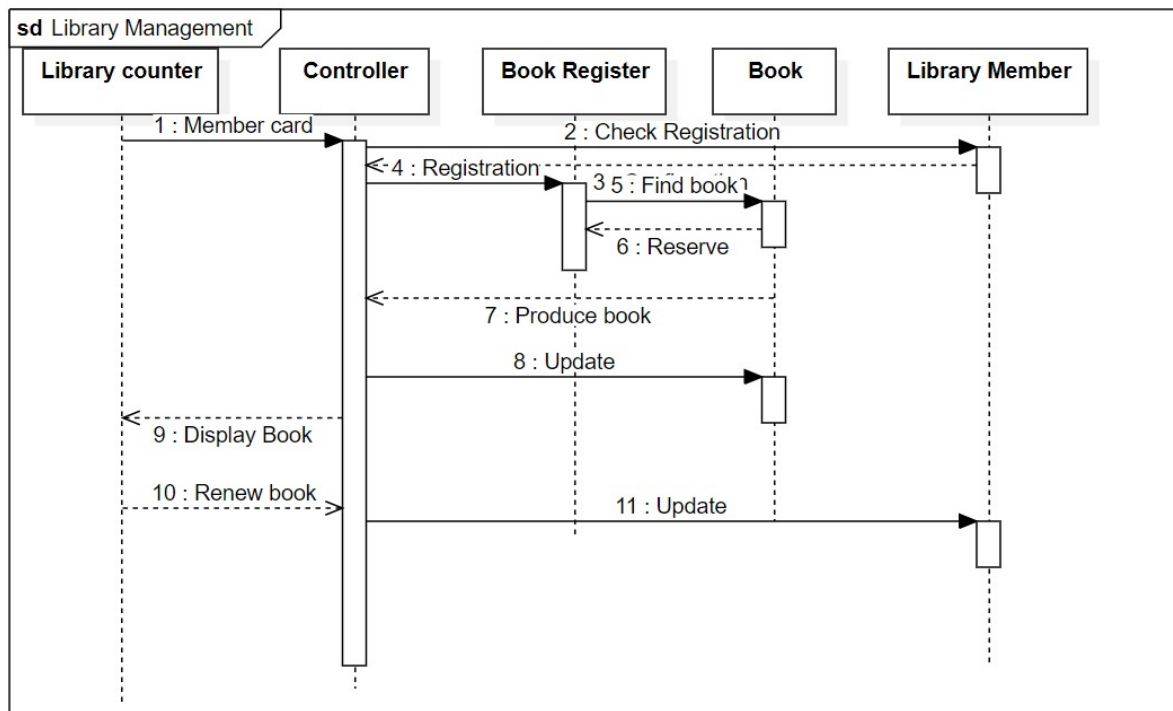 sd Library Management
Library counter
Controller
Book Register
Book
Library Member
1 : Member card
2 : Check Registration
4 : Registration
3
5 : Find book
6 : Reserve
7 : Produce book
8 : Update
9 : Display Book
10 : Renew book
11 : Update